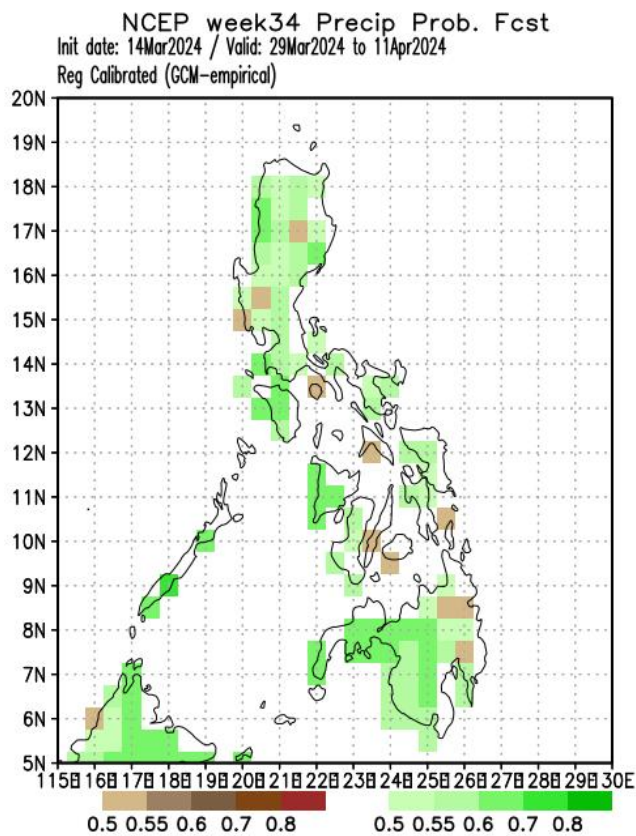 NCEP week34 Precip Prob. Fcst
Init date: 14Mar2024 / Valid: 29Mar2024 to 11Apr2024
Reg Calibrated (GCM-empirical)
20N
19N
18N
17N
16N
15N
14N
13N
12N
11N
10N
9N
8N
7N
6N
5N
115E 116E 117E 118E 119E 120E 121E 122E 123E 124E 125E 126E 127E 128E 129E 130E
0.5 0.55 0.6 0.7 0.8 0.5 0.55 0.6 0.7 0.8